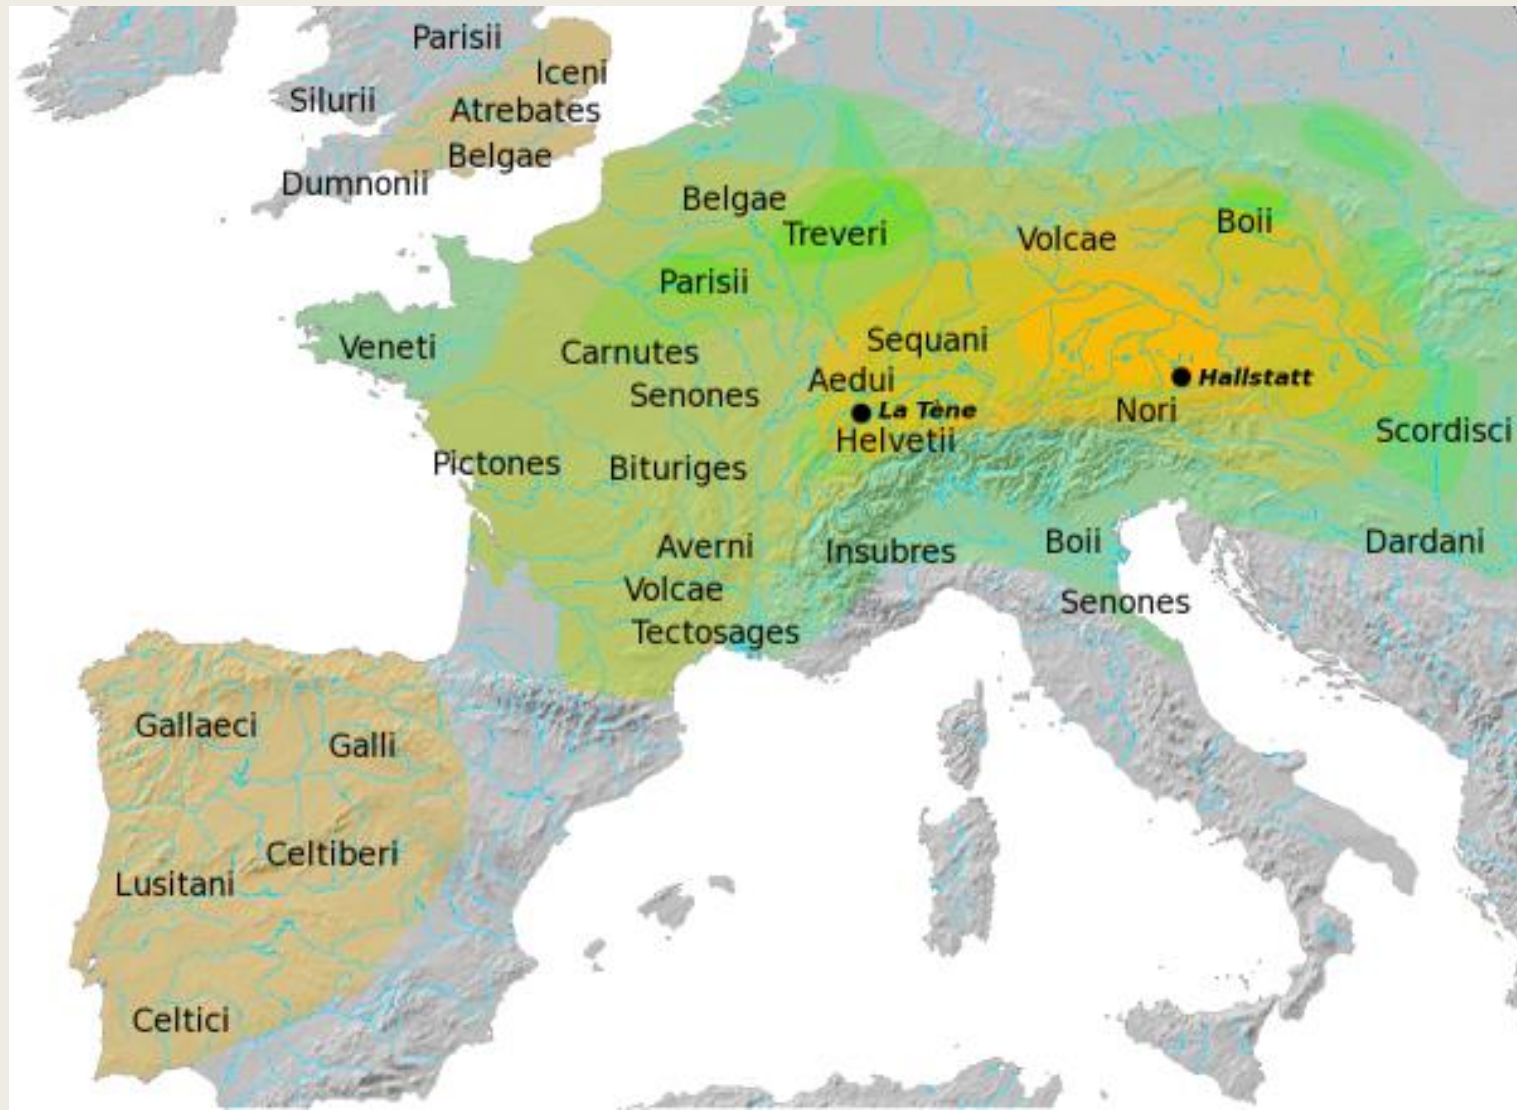 Parisii
Iceni
Silurii
Atrebates
Belgae
Dumnonii
Belgae
Treveri
Volcae
Boii
Parisii
Veneti
Carnutes
Sequani
Senones
Aedui
Hallstatt
La Tène
Nori
Helvetii
Scordisci
Pictones
Bituriges
Averni
Insubres
Boii
Dardani
Volcae
Tectosages
Senones
Gallaeci
Galli
Celtiberi
Lusitani
Celtici